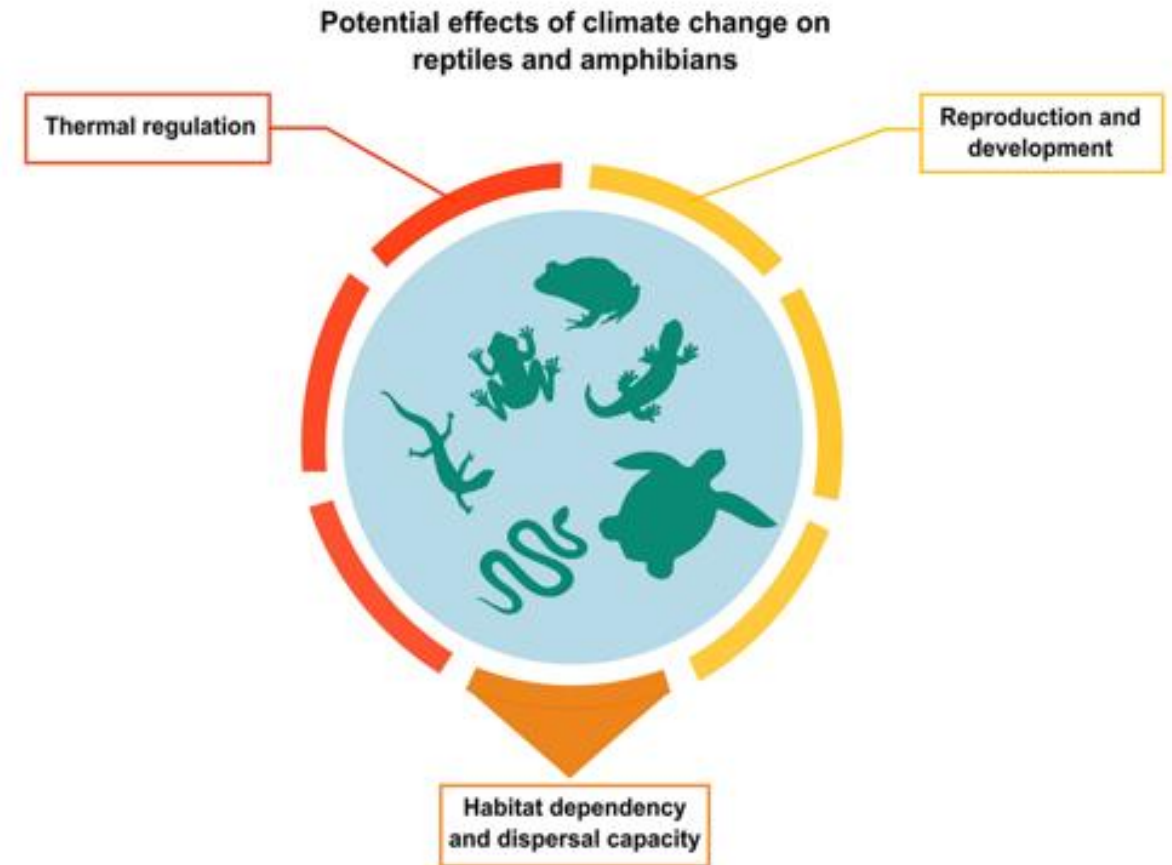 Potential effects of climate change on
reptiles and amphibians
Thermal regulation
Reproduction and
development
Habitat dependency
and dispersal capacity